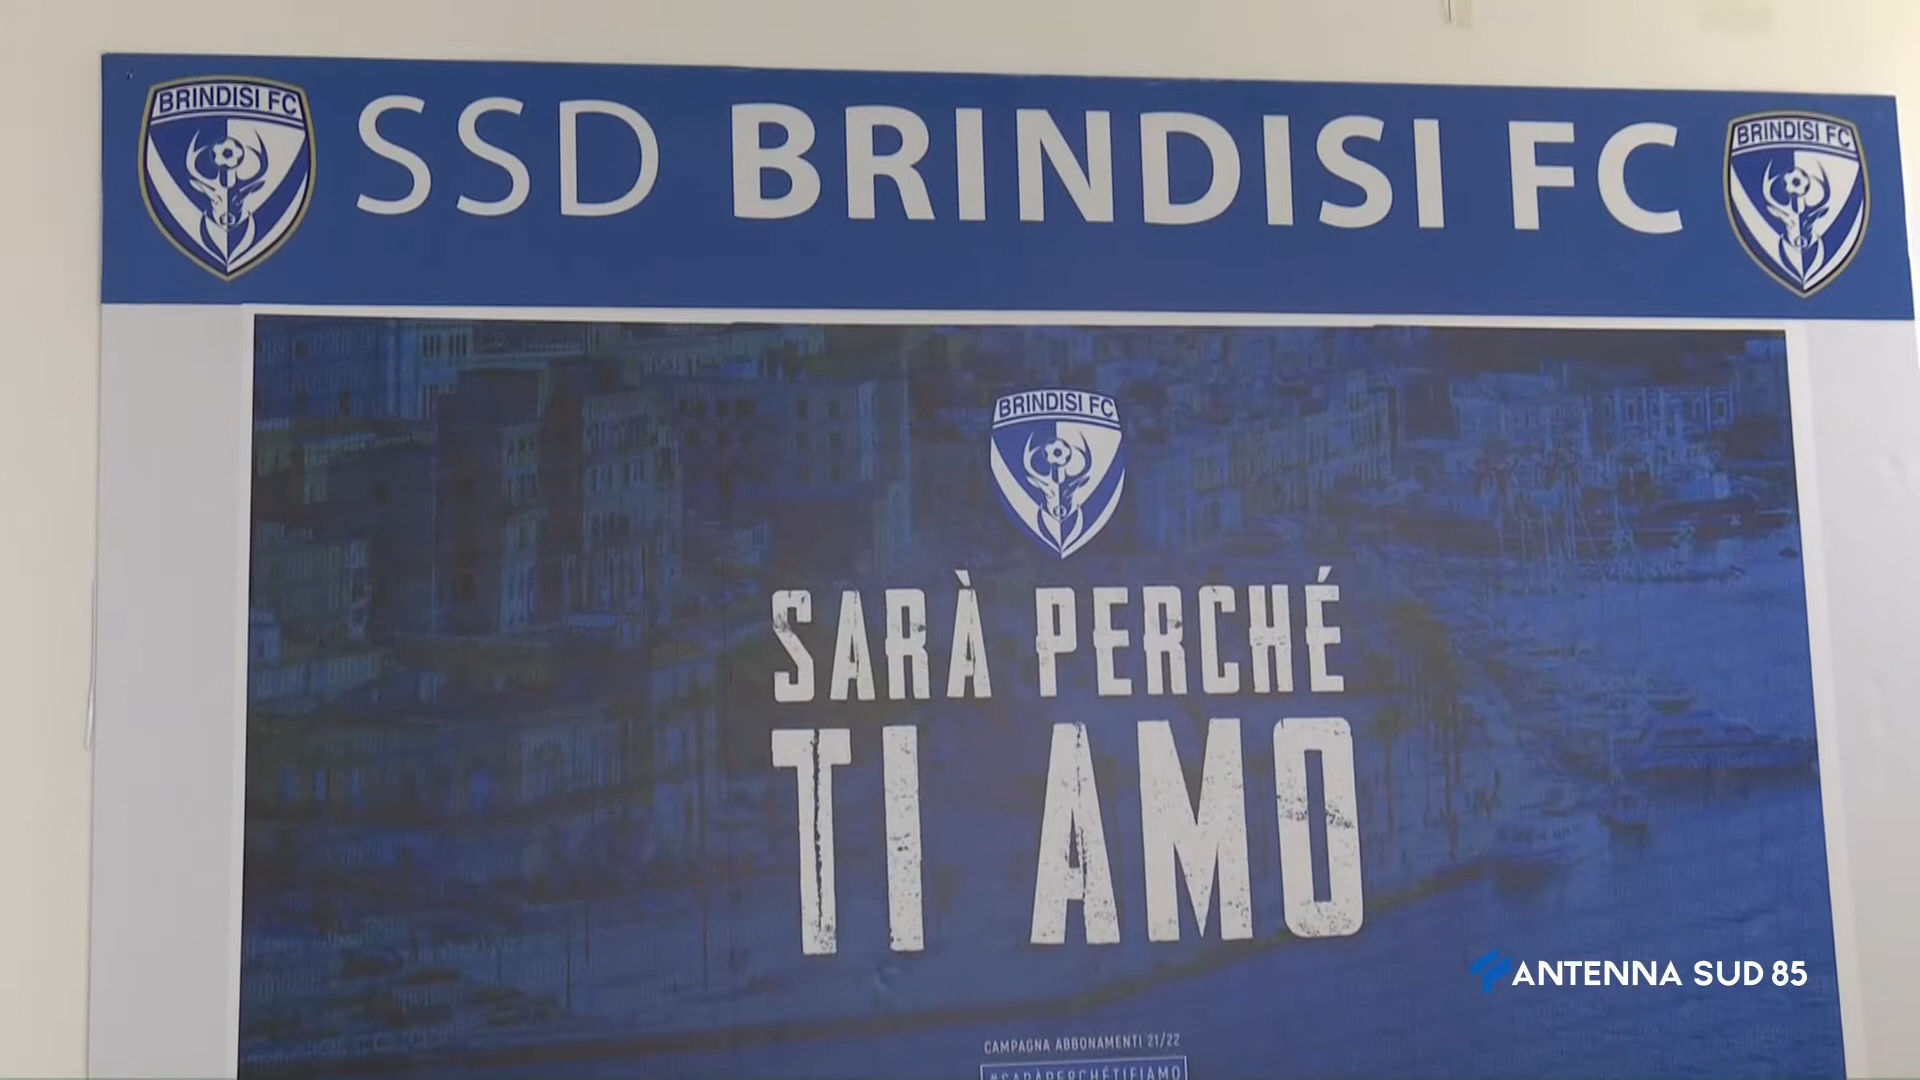 BRINDISI FC
SSD BRINDISI FC
BRINDISI FC
BRINDISI FC
SARÀ PERCHÉ
TI AMO
ANTENNA SUD 85
CAMPAGNA ABBONAMENTI 21/22
#SARÀPERCHÉTIFIAMO